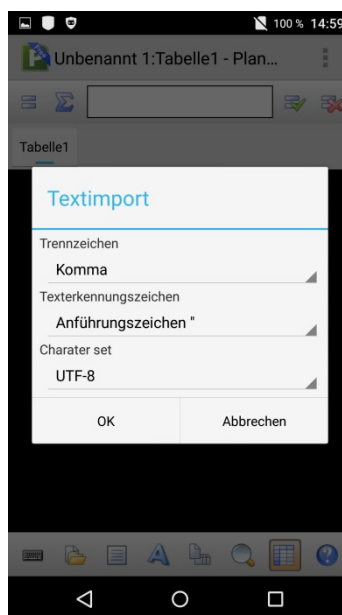 100 % 14:59
Unbenannt 1:Tabelle1 - Plan...
Tabelle1
Textimport
Trennzeichen
Komma
Texterkennungszeichen
Anführungszeichen "
Charater set
UTF-8
OK Abbrechen